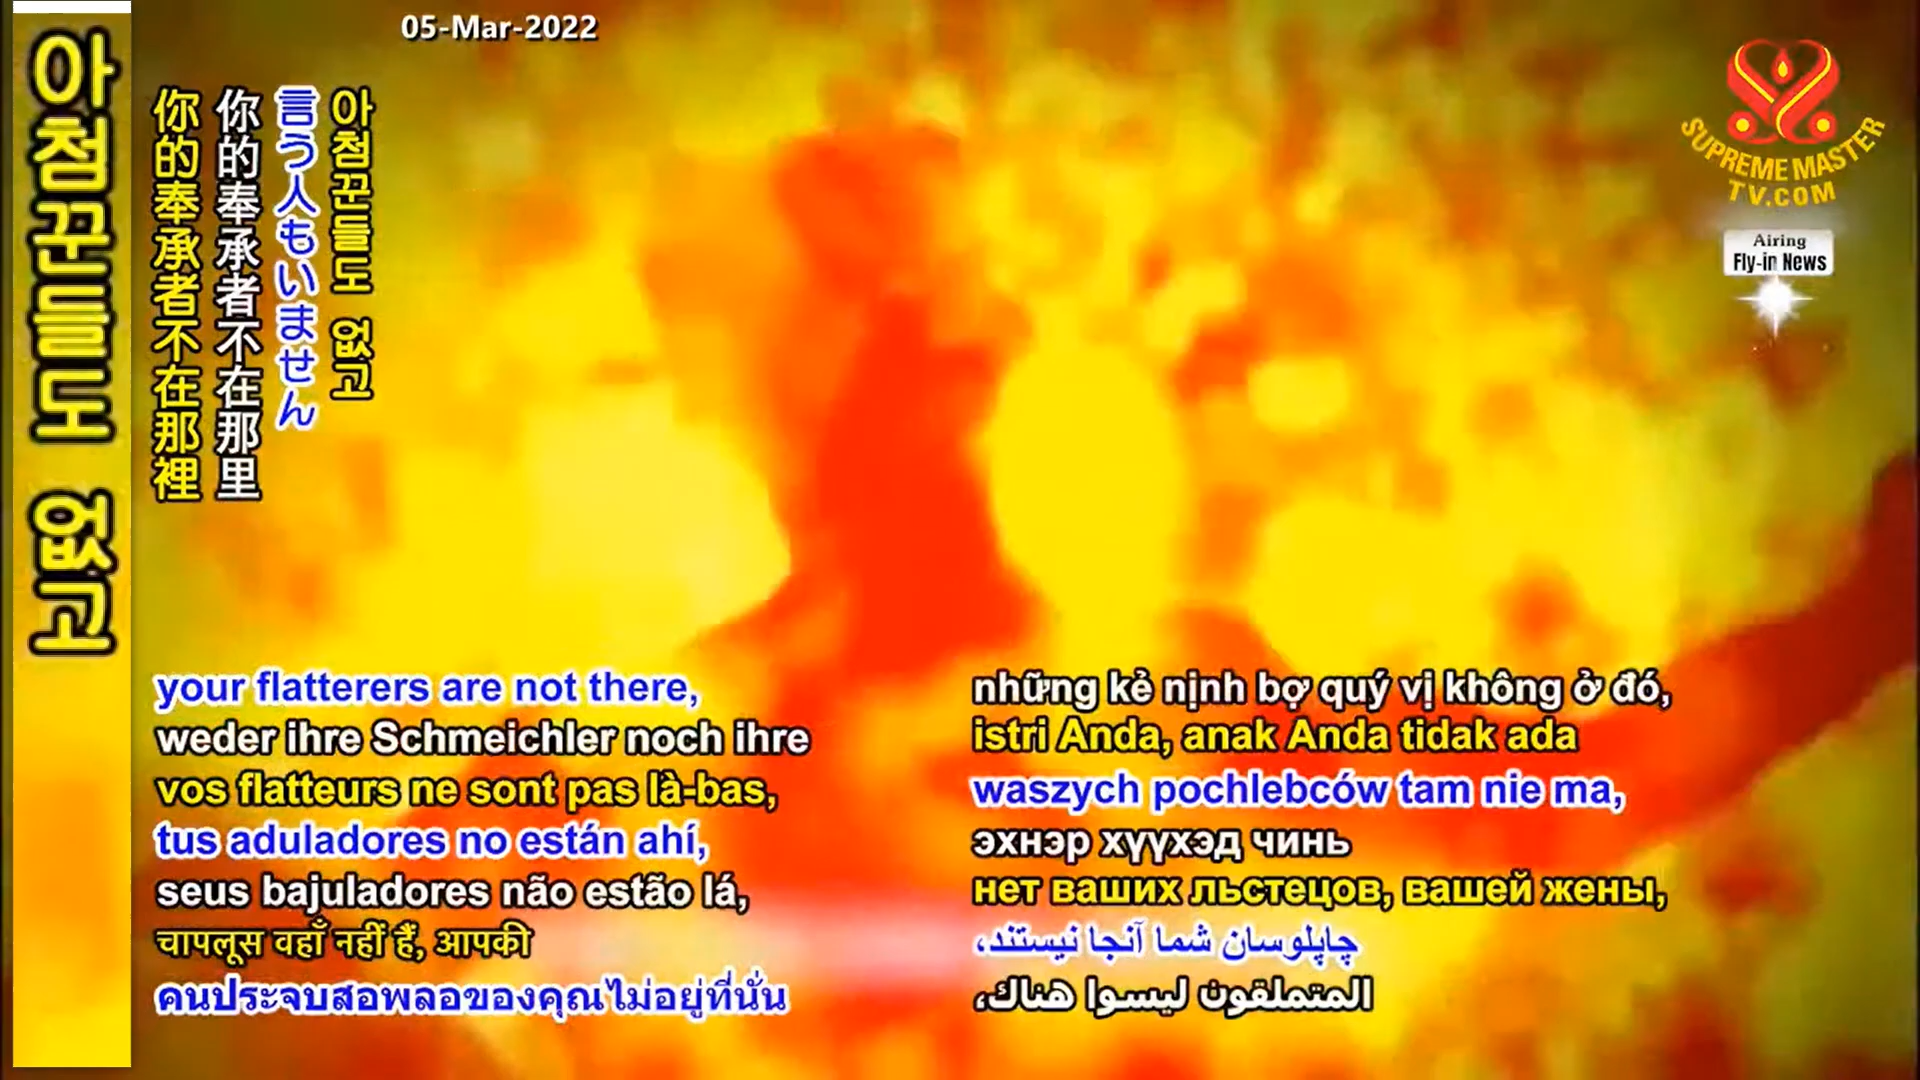 05-Mar-2022
아첨꾼들도 없고
你的奉承者不在那裡
你的奉承者不在那里
言う人もいません
아첨꾼들도 없고
SUPREME MASTER
TV.COM
Airing
Fly-in News
your flatterers are not there,
weder ihre Schmeichler noch ihre
vos flatteurs ne sont pas là-bas,
tus aduladores no están ahí,
seus bajuladores não estão lá,
चापलूस वहाँ नहीं हैं, आपकी
คนประจบสอพลอของคุณไม่อยู่ที่นั่น
những kẻ nịnh bợ quý vị không ở đó,
istri Anda, anak Anda tidak ada
waszych pochlebców tam nie ma,
эхнэр хүүхэд чинь
нет ваших льстецов, вашей жены,
چاپلوسان شما آنجا نیستند،
المتملقون ليسوا هناك،